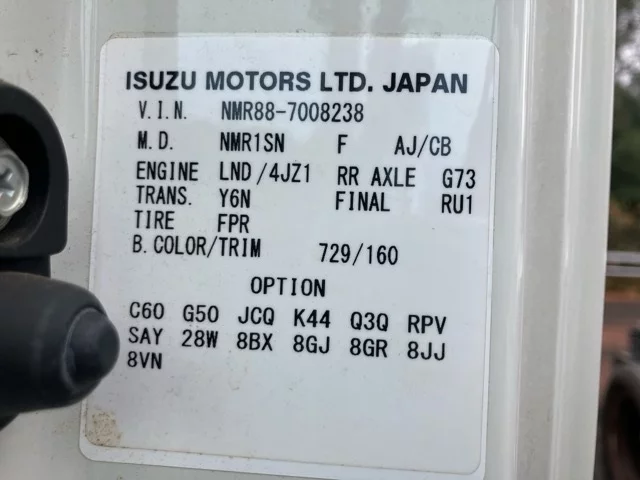 ISUZU MOTORS LTD. JAPAN
V.I.N. NMR88-7008238
M.D. NMR1SN F AJ/CB
ENGINE LND/4JZ1 RR AXLE G73
TRANS. Y6N FINAL RU1
TIRE FPR
B.COLOR/TRIM 729/160
OPTION
C60 G50 JCQ K44 Q3Q RPV
SAY 28W 8BX 8GJ 8GR 8JJ
8VN